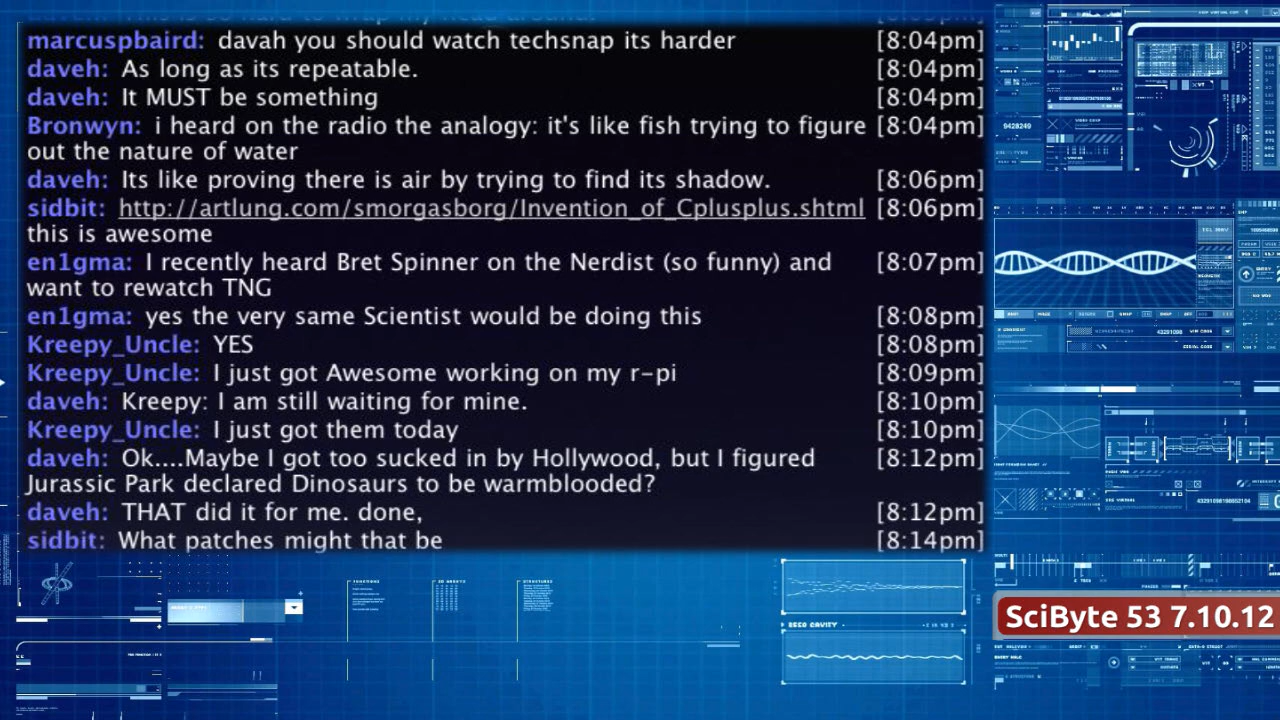 marcuspbaird: davah you should watch techsnap its harder [8:04pm]
daveh: As long as its repeatable. [8:04pm]
daveh: It MUST be something [8:04pm]
Bronwyn: i head on the radio the analogy: it's like fish trying to figure [8:04pm]
out the nature of water
daveh: Its like proving there is air by trying to find its shadow. [8:06pm]
sidbit: http://artlung.com/smorgasborg/Invention_of_Cplusplus.shtml [8:06pm]
this is awesome
en1gma: I recently heard Bret Spinner on the Nerdist (so funny) and [8:07pm]
want to rewatch TNG
en1gma: yes the very same Scientist would be doing this [8:08pm]
Kreepy_Uncle: YES [8:08pm]
Kreepy_Uncle: I just got Awesome working on my r-pi [8:09pm]
daveh: Kreepy: I am still waiting for mine. [8:10pm]
Kreepy_Uncle: I just got them today [8:10pm]
daveh: Ok....Maybe I got too sucked in by Hollywood, but I figured [8:12pm]
Jurassic Park declared Dinosaurs to be warmblooded?
daveh: THAT did it for me. done, [8:12pm]
sidbit: What patches might that be [8:14pm]
9428249
BEER CAVITY
SciByte 53 7.10.12